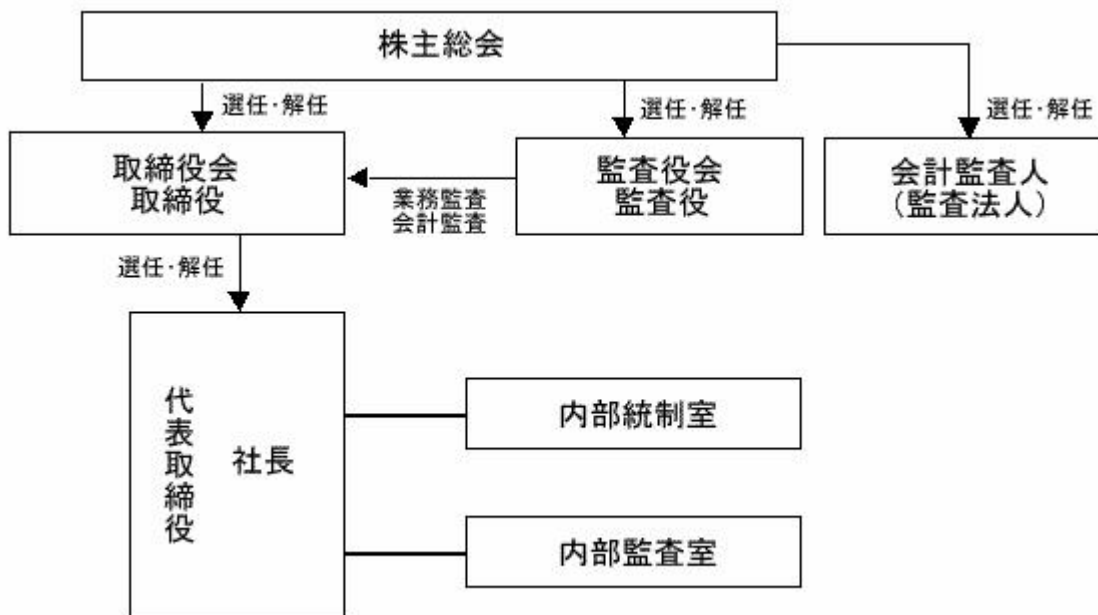 株主総会
選任・解任
選任・解任
選任・解任
取締役会
取締役
業務監査
会計監査
監査役会
監査役
会計監査人
(監査法人)
選任・解任
代表取締役
社長
内部統制室
内部監査室